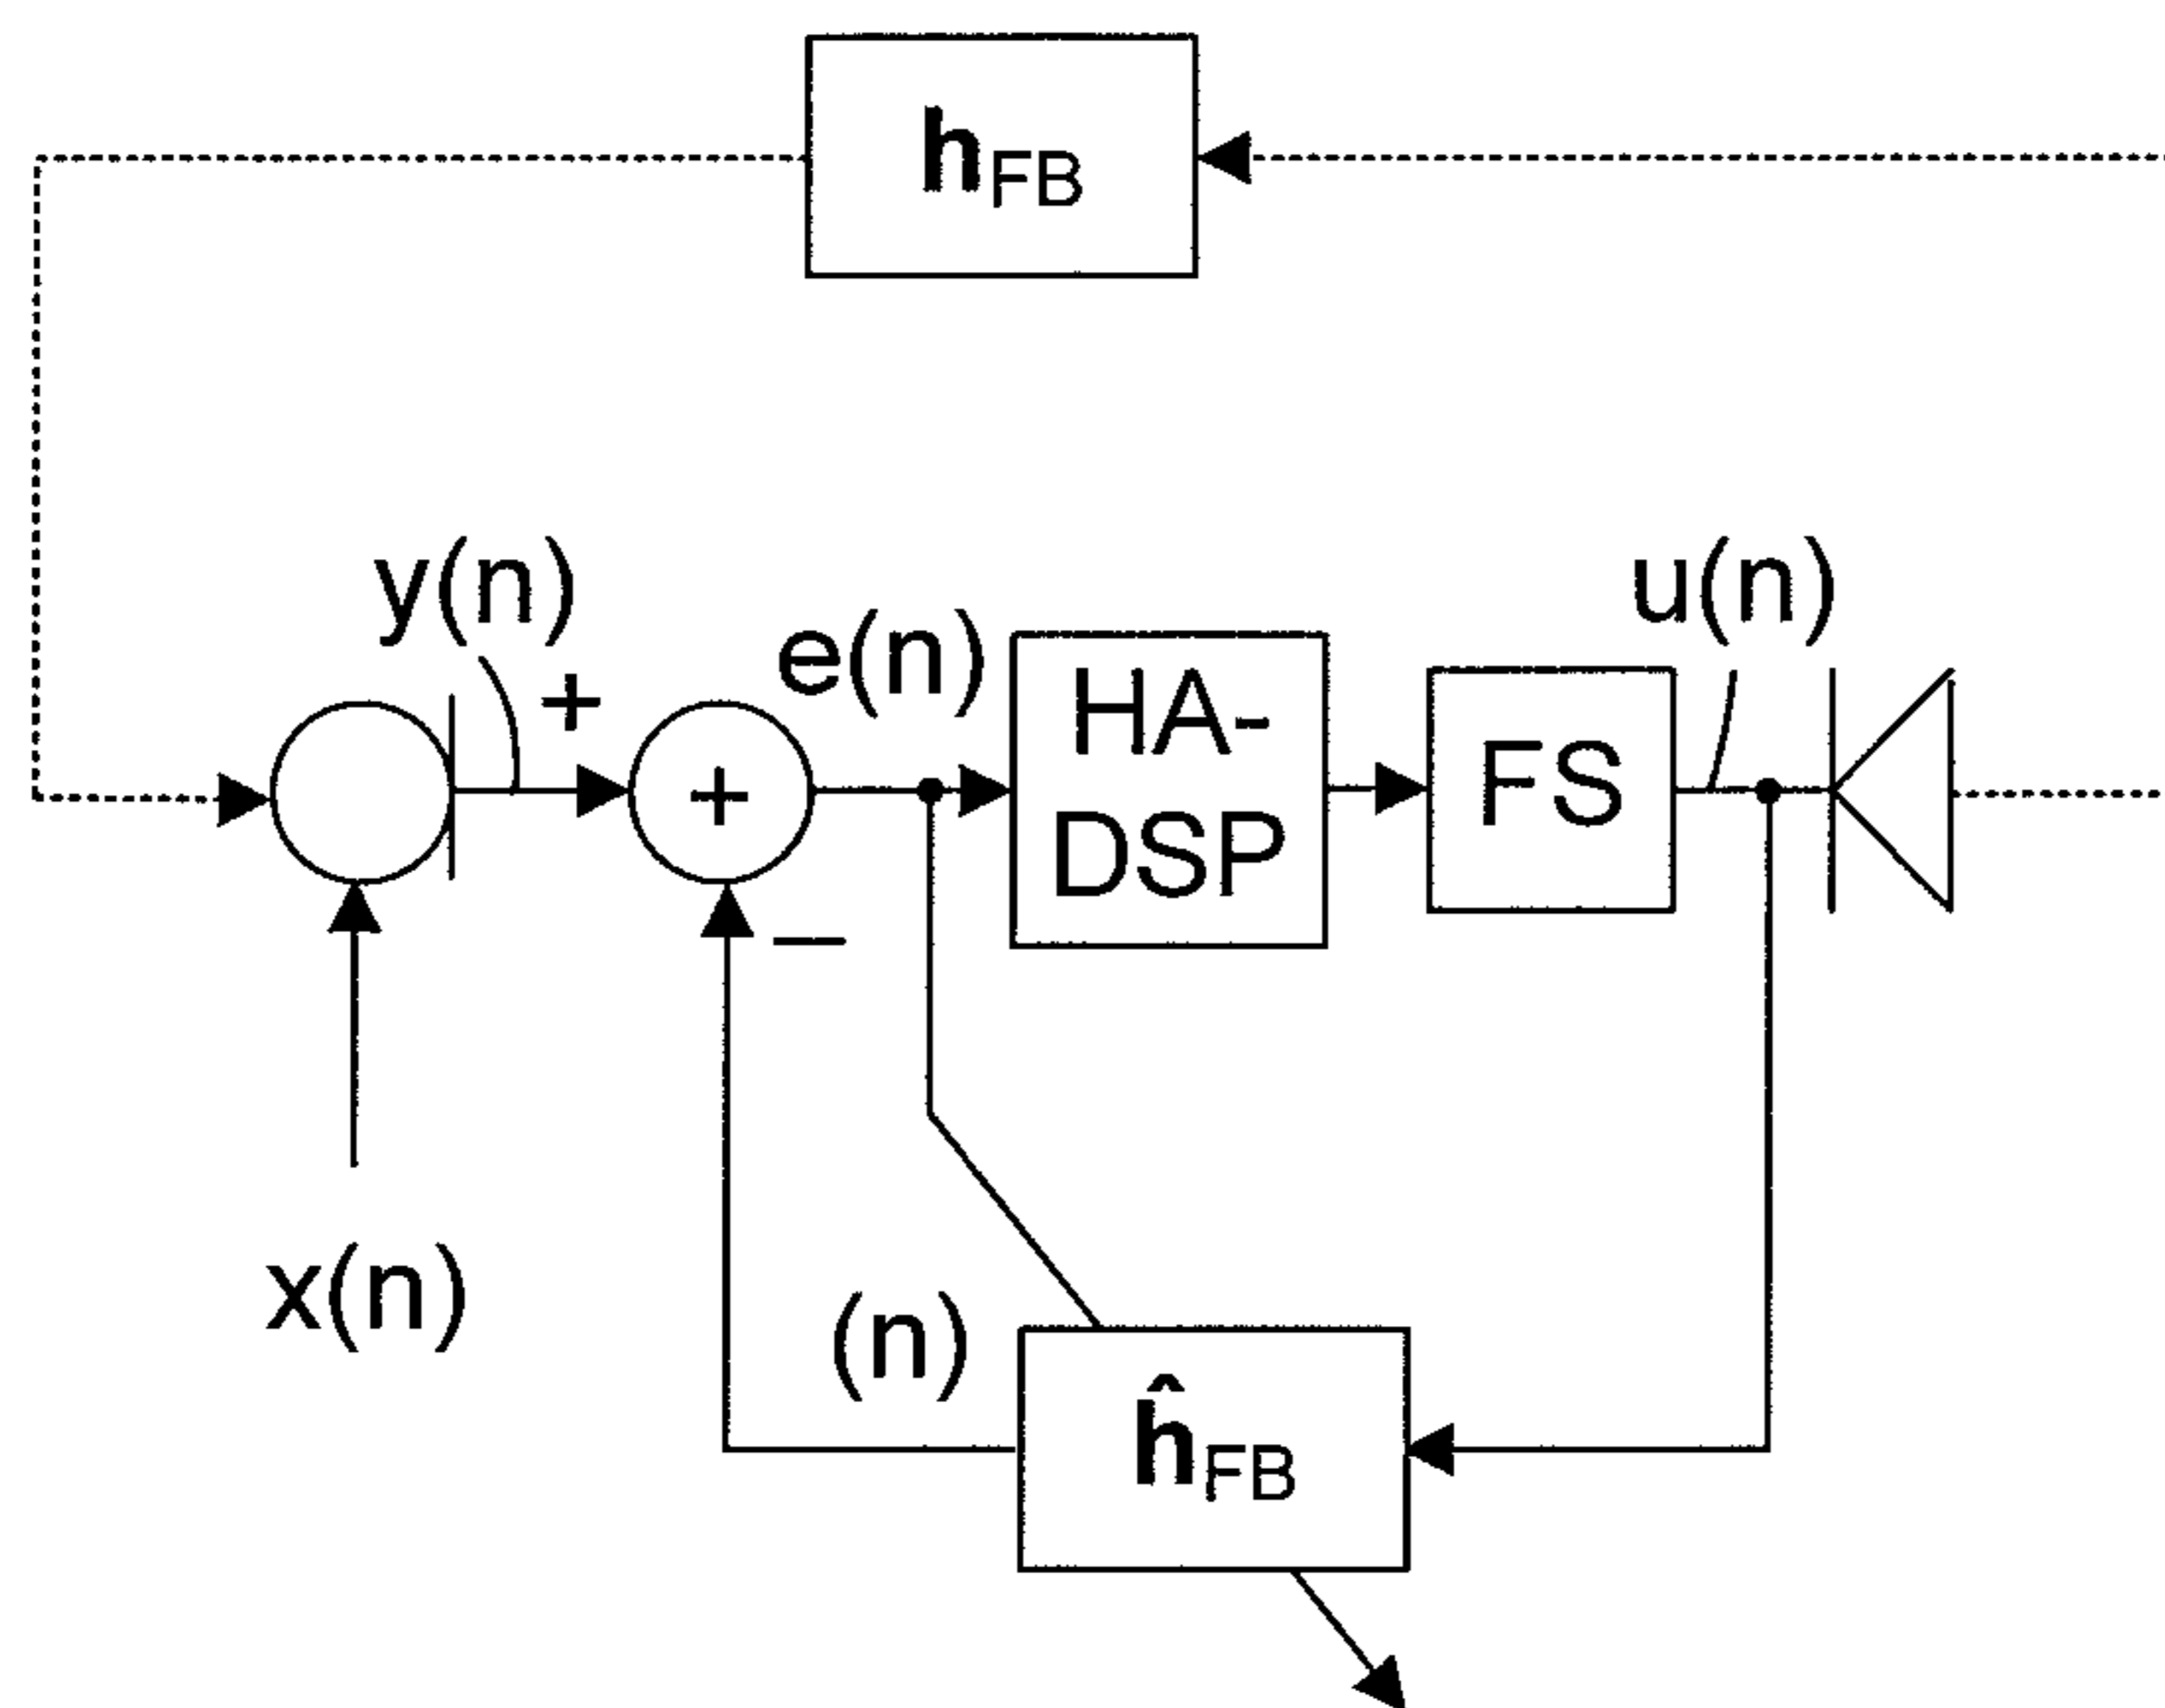 hFB
y(n)
+
e(n)
u(n)
+
HA-
DSP
FS
−
x(n)
(n)
ĥFB